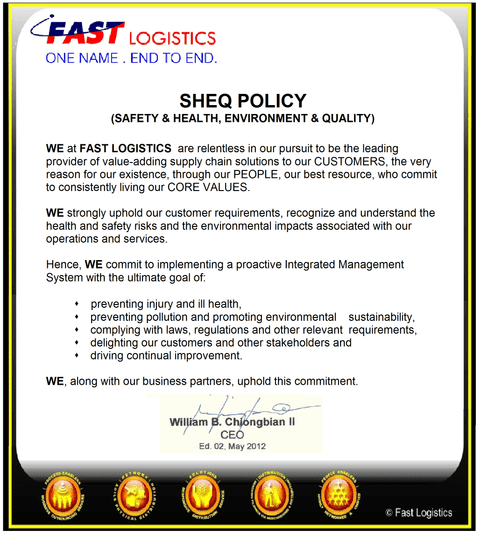 FAST LOGISTICS
ONE NAME . END TO END.
SHEQ POLICY
(SAFETY & HEALTH, ENVIRONMENT & QUALITY)
WE at FAST LOGISTICS are relentless in our pursuit to be the leading
provider of value-adding supply chain solutions to our CUSTOMERS, the very
reason for our existence, through our PEOPLE, our best resource, who commit
to consistently living our CORE VALUES.
WE strongly uphold our customer requirements, recognize and understand the
health and safety risks and the environmental impacts associated with our
operations and services.
Hence, WE commit to implementing a proactive Integrated Management
System with the ultimate goal of:
• preventing injury and ill health,
• preventing pollution and promoting environmental sustainability,
• complying with laws, regulations and other relevant requirements,
• delighting our customers and other stakeholders and
• driving continual improvement.
WE, along with our business partners, uphold this commitment.
William B. Chiongbian II
CEO
Ed. 02, May 2012
© Fast Logistics